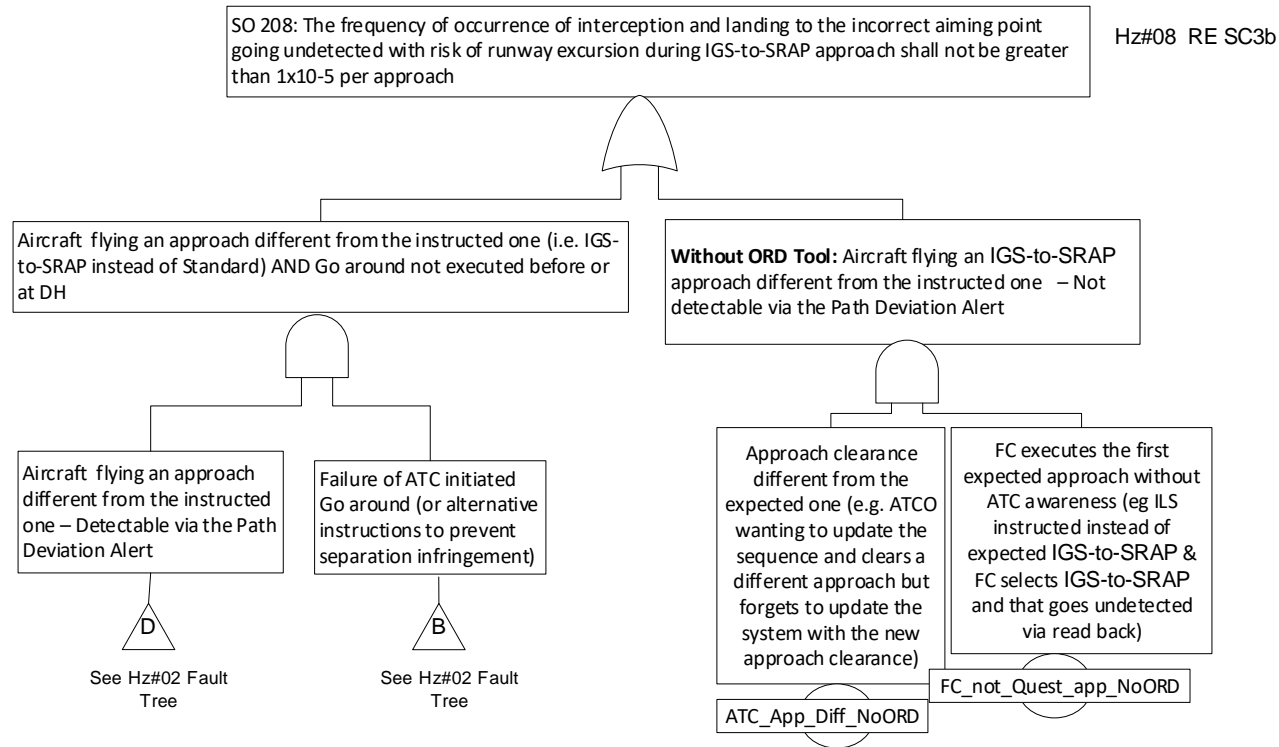 SO 208: The frequency of occurrence of interception and landing to the incorrect aiming point
going undetected with risk of runway excursion during IGS-to-SRAP approach shall not be greater
than 1x10-5 per approach
Hz#08 RE SC3b
Aircraft flying an approach different from the instructed one (i.e. IGS-
to-SRAP instead of Standard) AND Go around not executed before or
at DH
Without ORD Tool: Aircraft flying an IGS-to-SRAP
approach different from the instructed one – Not
detectable via the Path Deviation Alert
Aircraft flying an approach
different from the instructed
one – Detectable via the Path
Deviation Alert
Failure of ATC initiated
Go around (or alternative
instructions to prevent
separation infringement)
Approach clearance
different from the
expected one (e.g. ATCO
wanting to update the
sequence and clears a
different approach but
forgets to update the
system with the new
approach clearance)
FC executes the first
expected approach without
ATC awareness (eg ILS
instructed instead of
expected IGS-to-SRAP &
FC selects IGS-to-SRAP
and that goes undetected
via read back)
D
B
See Hz#02 Fault
Tree
See Hz#02 Fault
Tree
ATC_App_Diff_NoORD
FC_not_Quest_app_NoORD